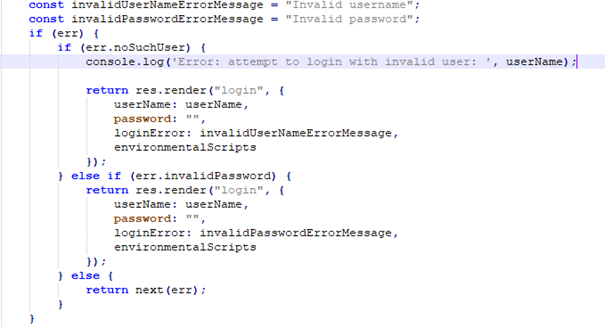 const invalidUserNameErrorMessage = "Invalid username";
const invalidPasswordErrorMessage = "Invalid password";
if (err) {
if (err.noSuchUser) {
console.log('Error: attempt to login with invalid user: ', userName);
return res.render("login", {
userName: userName,
password: "",
loginError: invalidUserNameErrorMessage,
environmentalScripts
});
} else if (err.invalidPassword) {
return res.render("login", {
userName: userName,
password: "",
loginError: invalidPasswordErrorMessage,
environmentalScripts
});
} else {
return next(err);
}
}